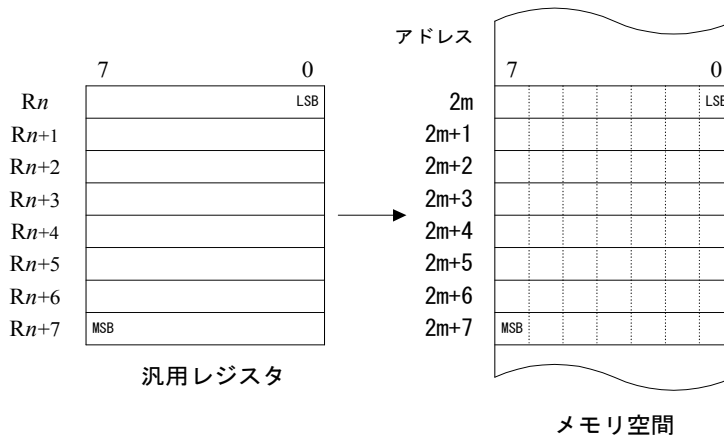 アドレス
7 0
7 0
Rn LSB
2m LSB
Rn+1
2m+1
Rn+2
2m+2
Rn+3
2m+3
Rn+4
2m+4
Rn+5
2m+5
Rn+6
2m+6
Rn+7 MSB
2m+7 MSB
汎用レジスタ
メモリ空間